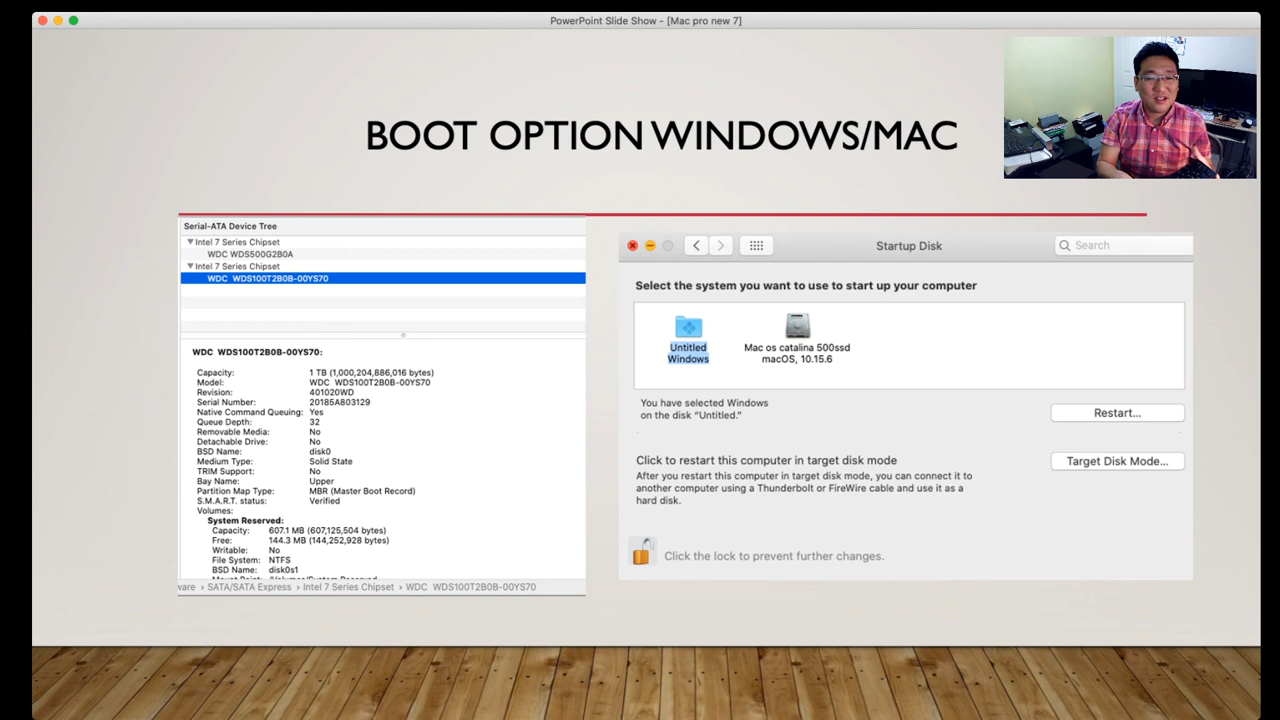 PowerPoint Slide Show - [Mac pro new 7]
BOOT OPTION WINDOWS/MAC
Serial-ATA Device Tree
Intel 7 Series Chipset
WDC WDS500G2B0A
Intel 7 Series Chipset
WDC WDS100T2B0B-00YS70
WDC WDS100T2B0B-00YS70:
Capacity: 1 TB (1,000,204,886,016 bytes)
Model: WDC WDS100T2B0B-00YS70
Revision: 401020WD
Serial Number: 20185A803129
Native Command Queuing: Yes
Queue Depth: 32
Removable Media: No
Detachable Drive: No
BSD Name: disk0
Medium Type: Solid State
TRIM Support: No
Bay Name: Upper
Partition Map Type: MBR (Master Boot Record)
S.M.A.R.T. status: Verified
Volumes:
System Reserved:
Capacity: 607.1 MB (607,125,504 bytes)
Free: 144.3 MB (144,252,928 bytes)
Writable: No
File System: NTFS
BSD Name: disk0s1
ware › SATA/SATA Express › Intel 7 Series Chipset › WDC WDS100T2B0B-00YS70
Startup Disk
Search
Select the system you want to use to start up your computer
Untitled
Windows
Mac os catalina 500ssd
macOS, 10.15.6
You have selected Windows
on the disk “Untitled.”
Restart...
Click to restart this computer in target disk mode
After you restart this computer in target disk mode, you can connect it to
another computer using a Thunderbolt or FireWire cable and use it as a
hard disk.
Target Disk Mode...
Click the lock to prevent further changes.